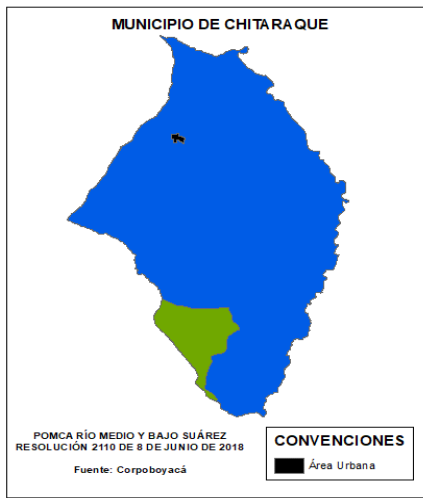 MUNICIPIO DE CHITARAQUE
POMCA RÍO MEDIO Y BAJO SUÁREZ
RESOLUCIÓN 2110 DE 8 DE JUNIO DE 2018
Fuente: Corpoboyacá
CONVENCIONES
Área Urbana